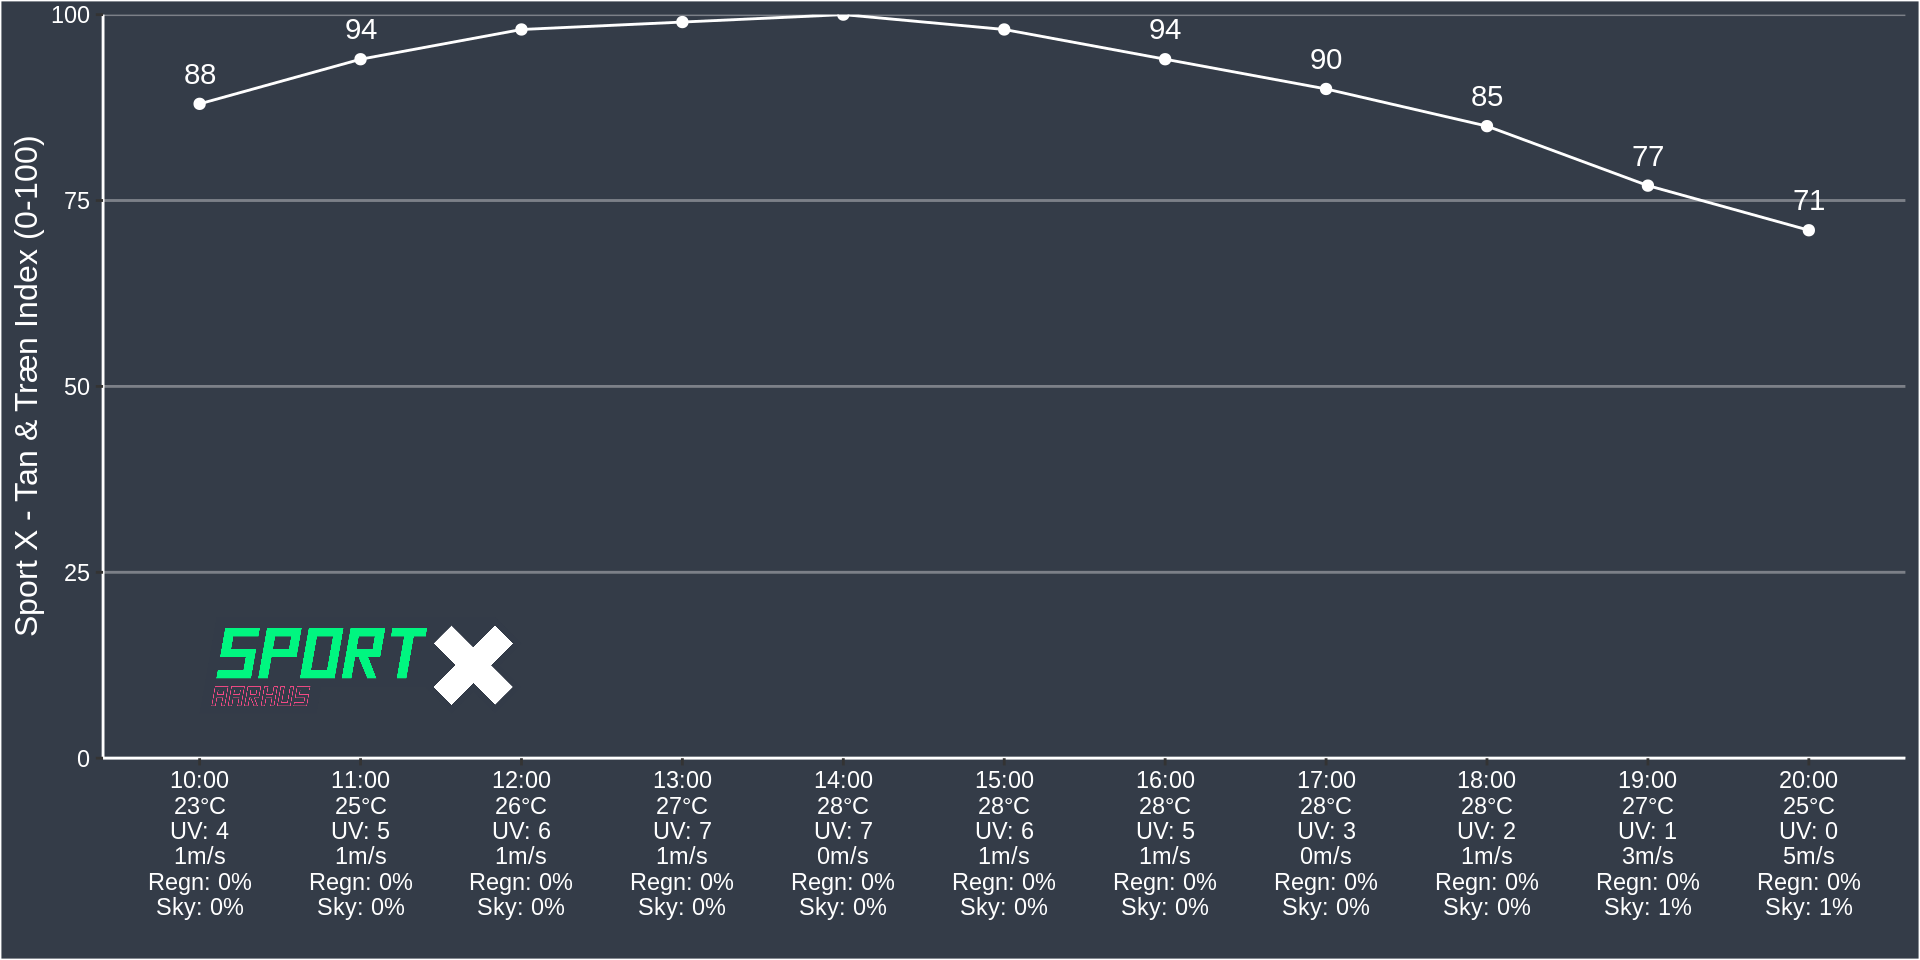 Sport X - Tan & Træn Index (0-100)
100
75
50
25
0
88
94
94
90
85
77
71
SPORT X
AARHUS
10:00 11:00 12:00 13:00 14:00 15:00 16:00 17:00 18:00 19:00 20:00
23°C 25°C 26°C 27°C 28°C 28°C 28°C 28°C 28°C 27°C 25°C
UV: 4 UV: 5 UV: 6 UV: 7 UV: 7 UV: 6 UV: 5 UV: 3 UV: 2 UV: 1 UV: 0
1m/s 1m/s 1m/s 1m/s 0m/s 1m/s 1m/s 0m/s 1m/s 3m/s 5m/s
Regn: 0% Regn: 0% Regn: 0% Regn: 0% Regn: 0% Regn: 0% Regn: 0% Regn: 0% Regn: 0% Regn: 0% Regn: 0%
Sky: 0% Sky: 0% Sky: 0% Sky: 0% Sky: 0% Sky: 0% Sky: 0% Sky: 0% Sky: 0% Sky: 1% Sky: 1%